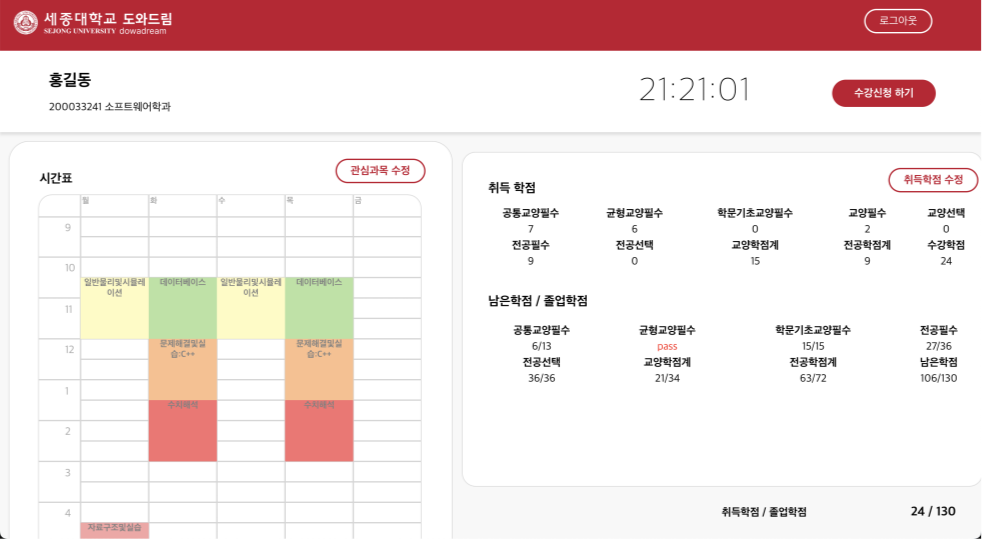 세종대학교 도와드림
SEJONG UNIVERSITY dowadream
로그아웃
홍길동
200033241 소프트웨어학과
21:21:01
수강신청 하기
시간표
관심과목 수정
월 화 수 목 금
9
10
일반물리및시뮬레 데이터베이스 일반물리및시뮬레 데이터베이스
이션 이션
11
12
문제해결및실 문제해결및실
습:C++ 습:C++
1
수치해석 수치해석
2
3
4
자료구조및실습
취득 학점
취득학점 수정
공통교양필수 균형교양필수 학문기초교양필수 교양필수 교양선택
7 6 0 2 0
전공필수 전공선택 교양학점계 전공학점계 수강학점
9 0 15 9 24
남은학점 / 졸업학점
공통교양필수 균형교양필수 학문기초교양필수 전공필수
6/13 pass 15/15 27/36
전공선택 교양학점계 전공학점계 남은학점
36/36 21/34 63/72 106/130
취득학점 / 졸업학점 24 / 130